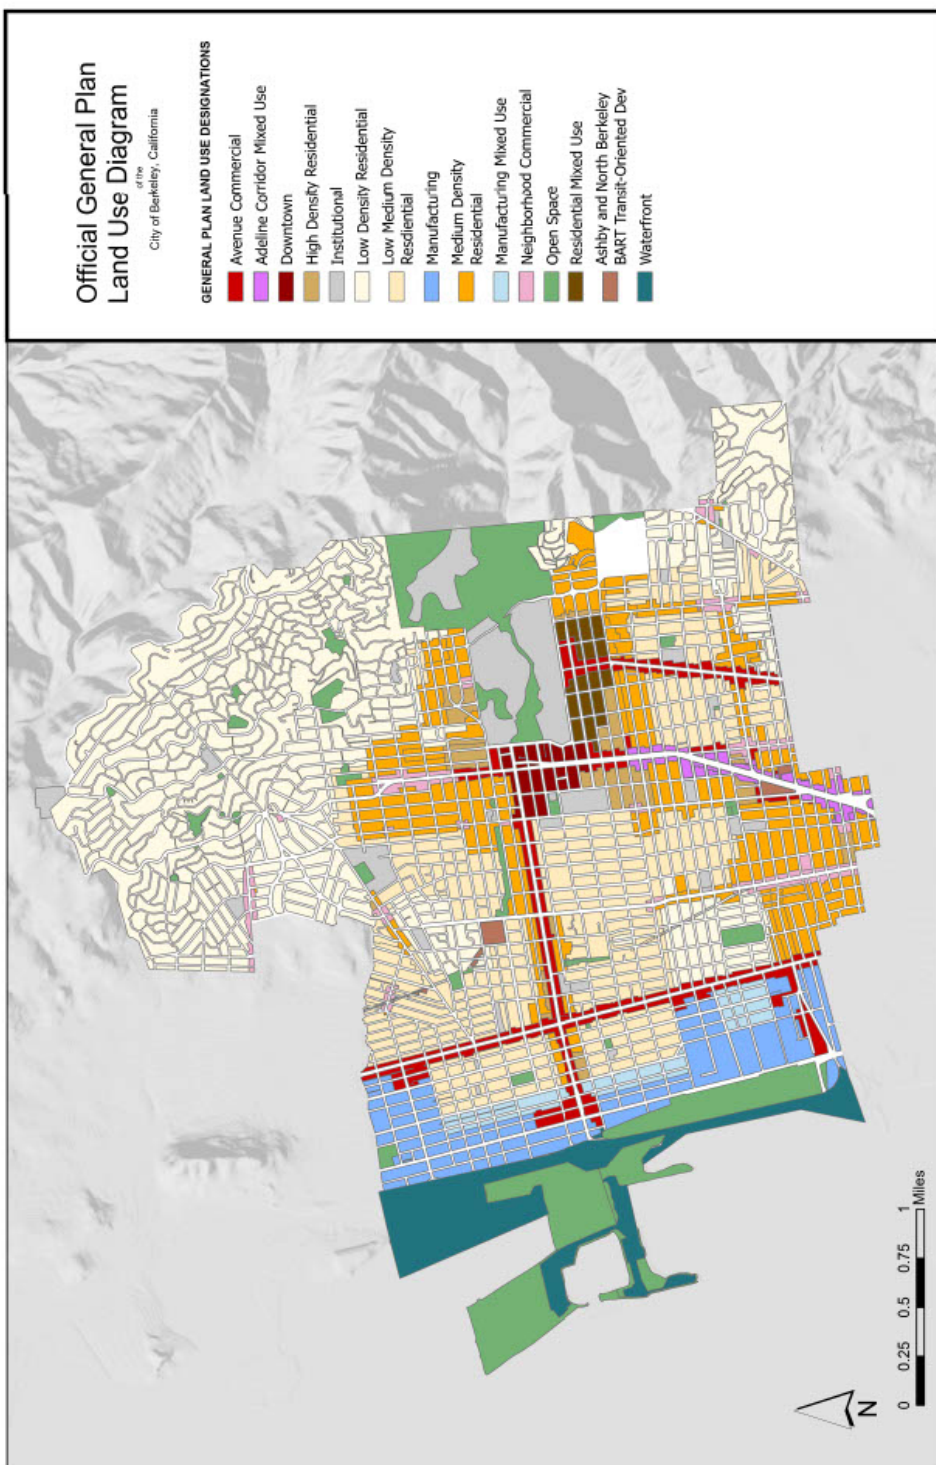 Official General Plan
Land Use Diagram
of the
City of Berkeley, California
GENERAL PLAN LAND USE DESIGNATIONS
Avenue Commercial
Adeline Corridor Mixed Use
Downtown
High Density Residential
Institutional
Low Density Residential
Low Medium Density
Resdiential
Manufacturing
Medium Density
Residential
Manufacturing Mixed Use
Neighborhood Commercial
Open Space
Residential Mixed Use
Ashby and North Berkeley
BART Transit-Oriented Dev
Waterfront
N
0 0.25 0.5 0.75 1
Miles